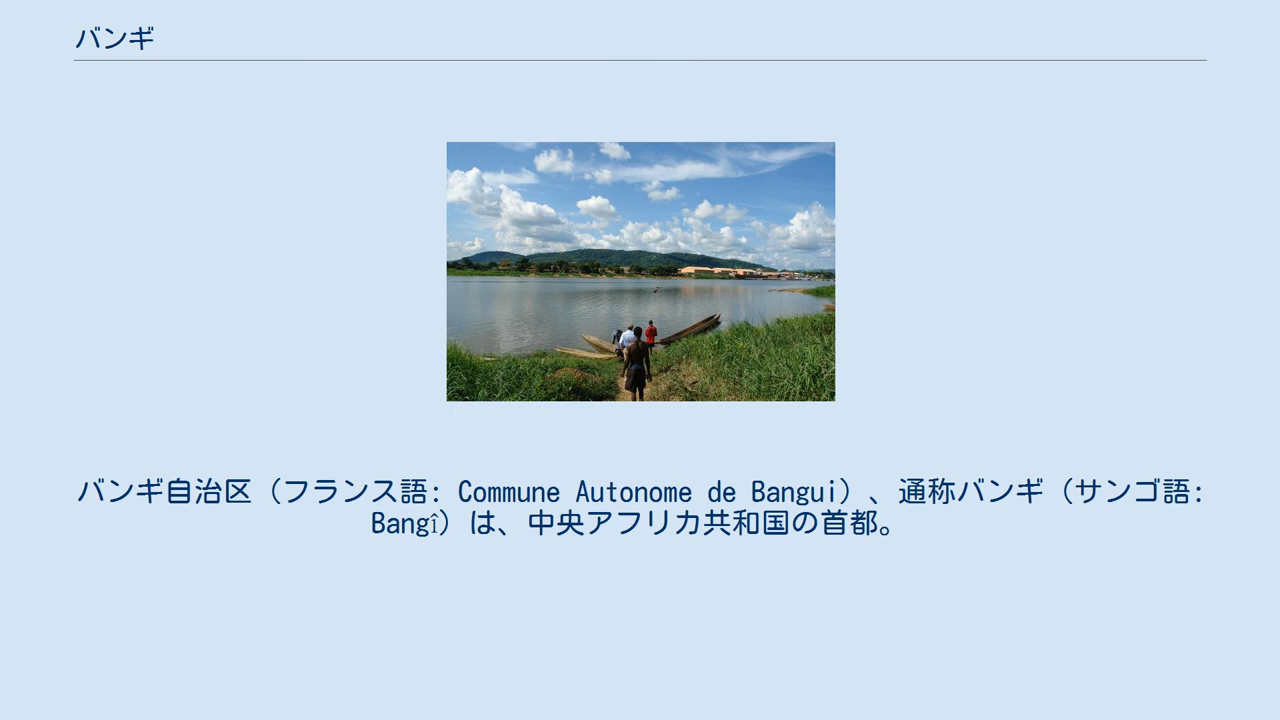 バンギ
バンギ自治区（フランス語: Commune Autonome de Bangui）、通称バンギ（サンゴ語:
Bangî）は、中央アフリカ共和国の首都。